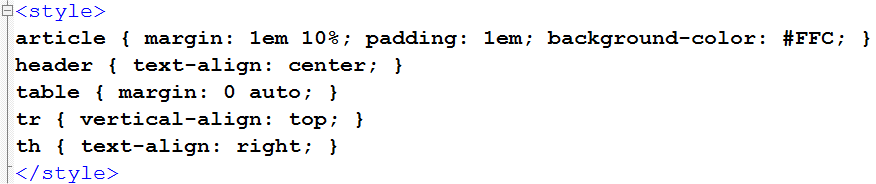 <style>
article { margin: 1em 10%; padding: 1em; background-color: #FFC; }
header { text-align: center; }
table { margin: 0 auto; }
tr { vertical-align: top; }
th { text-align: right; }
</style>